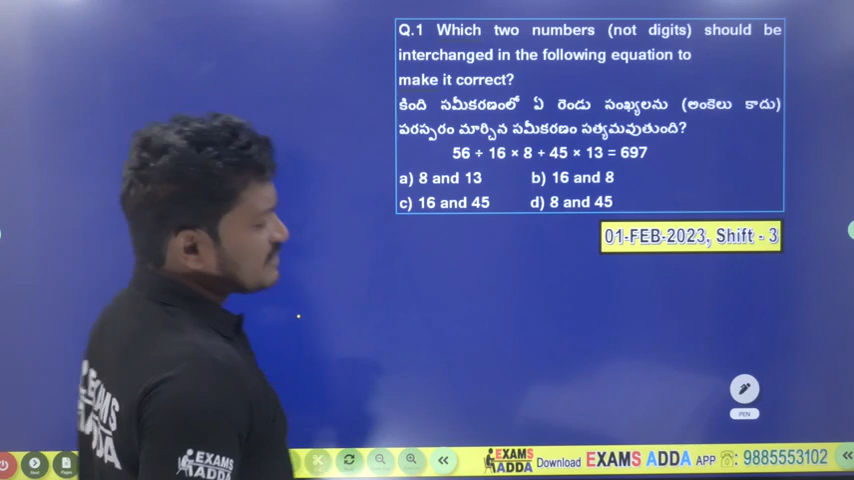 Q.1 Which two numbers (not digits) should be
interchanged in the following equation to
make it correct?
కింది సమీకరణంలో ఏ రెండు సంఖ్యలను (అంకెలు కాదు)
పరస్పరం మార్చిన సమీకరణం సత్యమవుతుంది?
56 ÷ 16 × 8 + 45 × 13 = 697
a) 8 and 13 b) 16 and 8
c) 16 and 45 d) 8 and 45
01-FEB-2023, Shift - 3
PEN
EXAMS
ADDA
EXAMS
ADDA
Next
Pages
EXAMS
ADDA
Download EXAMS ADDA APP ☎: 9885553102